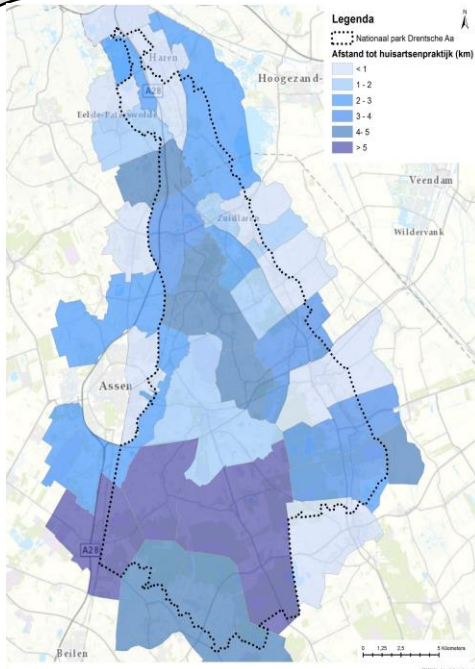 Legenda
N
Nationaal park Drentsche Aa
Afstand tot huisartsenpraktijk (km)
< 1
1 - 2
2 - 3
3 - 4
4- 5
> 5
Haren
Hoogezand-
A28
Eelde-Paterswolde
Veendam
Zuidlaren
Wildervank
Assen
A28
Beilen
0 1,25 2,5 5 Kilometers